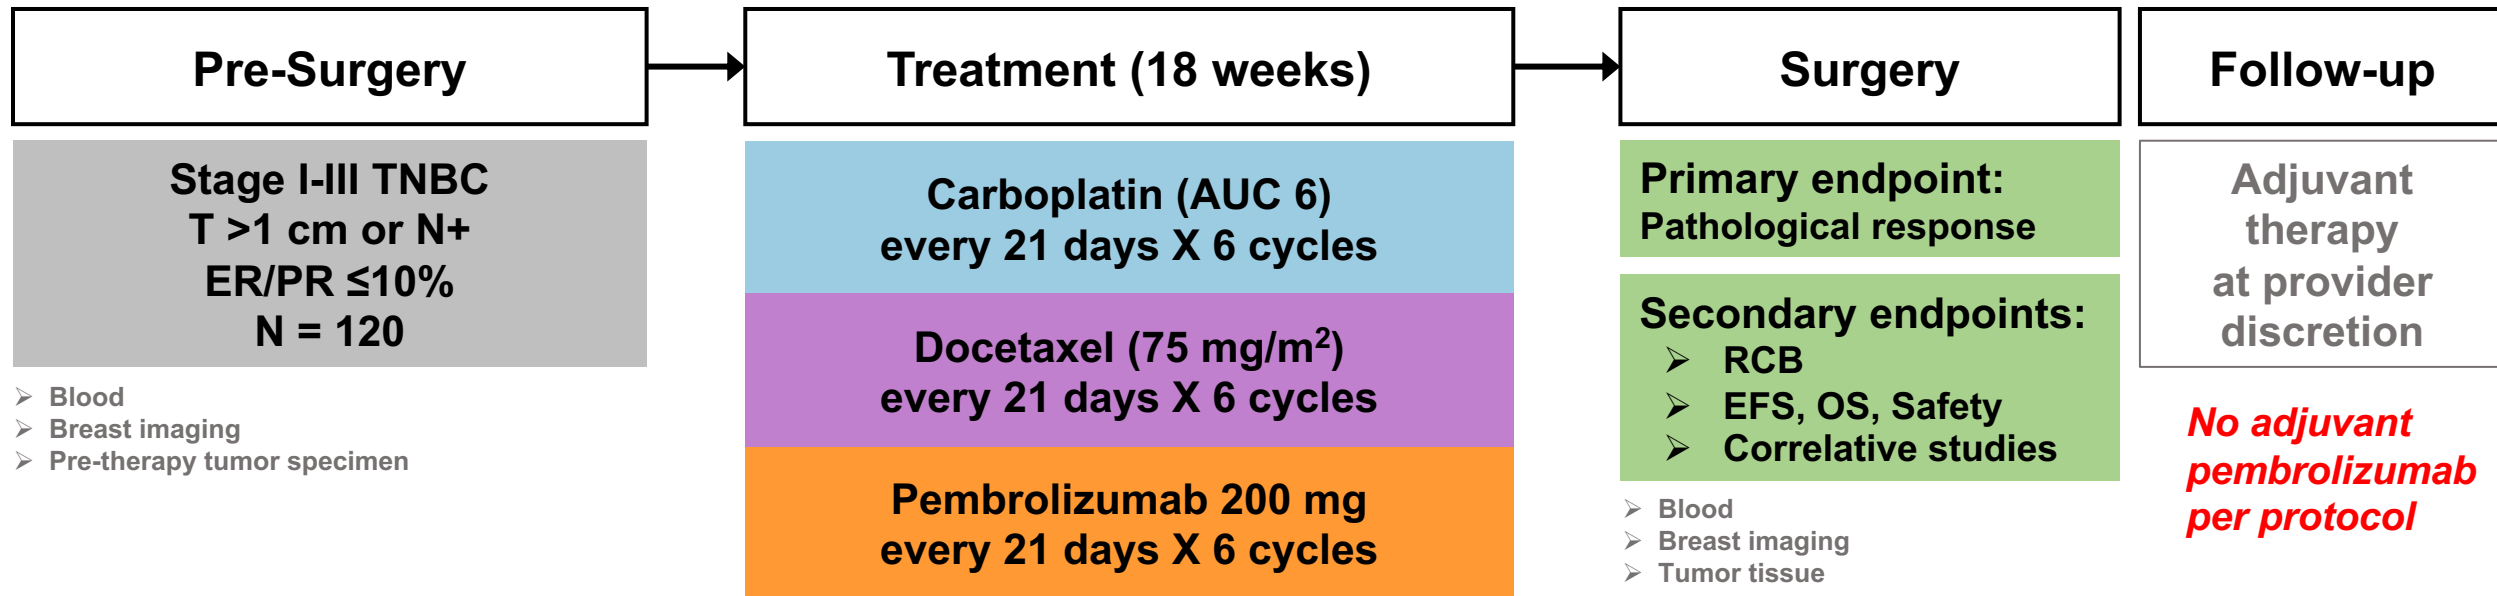 Pre-Surgery
Stage I-III TNBC
T >1 cm or N+
ER/PR ≤10%
N = 120
➢ Blood
➢ Breast imaging
➢ Pre-therapy tumor specimen
Treatment (18 weeks)
Carboplatin (AUC 6)
every 21 days X 6 cycles
Docetaxel (75 mg/m²)
every 21 days X 6 cycles
Pembrolizumab 200 mg
every 21 days X 6 cycles
Surgery
Primary endpoint:
Pathological response
Secondary endpoints:
➢ RCB
➢ EFS, OS, Safety
➢ Correlative studies
➢ Blood
➢ Breast imaging
➢ Tumor tissue
Follow-up
Adjuvant
therapy
at provider
discretion
No adjuvant
pembrolizumab
per protocol